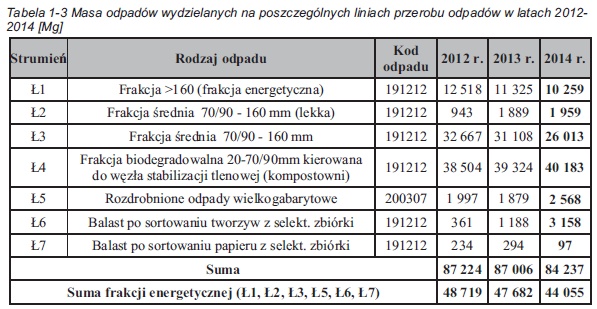 Tabela 1-3 Masa odpadów wydzielanych na poszczególnych liniach przerobu odpadów w latach 2012-
2014 [Mg]
Strumień Rodzaj odpadu Kod odpadu 2012 r. 2013 r. 2014 r.
Ł1 Frakcja >160 (frakcja energetyczna) 191212 12 518 11 325 10 259
Ł2 Frakcja średnia 70/90 - 160 mm (lekka) 191212 943 1 889 1 959
Ł3 Frakcja średnia 70/90 - 160 mm 191212 32 667 31 108 26 013
Ł4 Frakcja biodegradowalna 20-70/90mm kierowana
do węzła stabilizacji tlenowej (kompostowni) 191212 38 504 39 324 40 183
Ł5 Rozdrobnione odpady wielkogabarytowe 200307 1 997 1 879 2 568
Ł6 Balast po sortowaniu tworzyw z selekt. zbiórki 191212 361 1 188 3 158
Ł7 Balast po sortowaniu papieru z selekt. zbiórki 191212 234 294 97
Suma 87 224 87 006 84 237
Suma frakcji energetycznej (Ł1, Ł2, Ł3, Ł5, Ł6, Ł7) 48 719 47 682 44 055